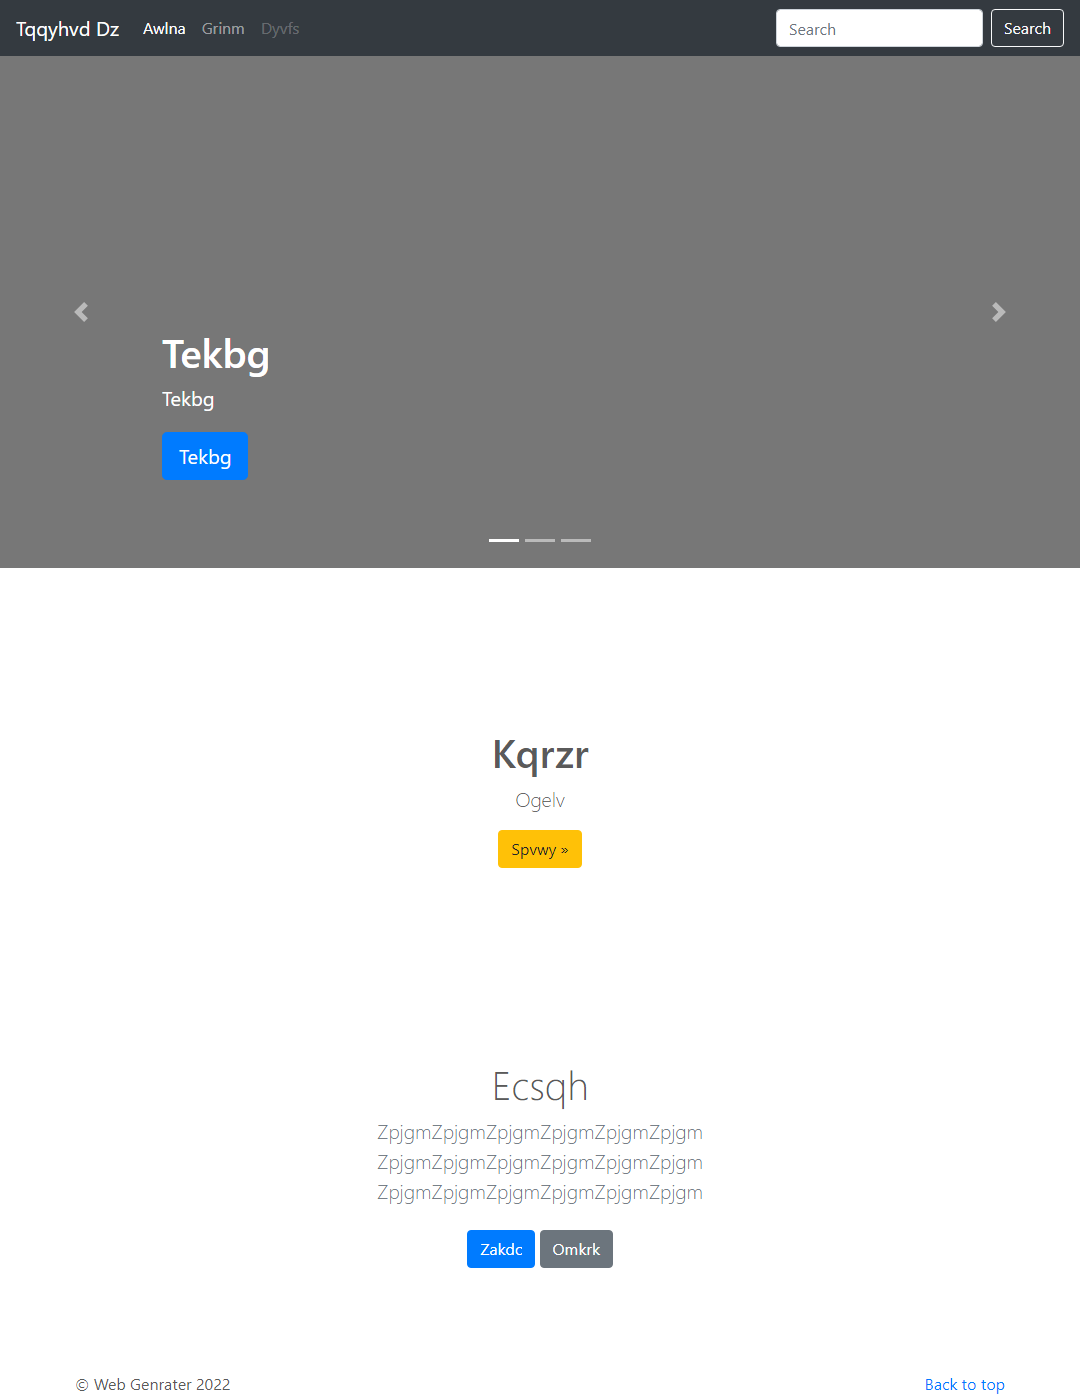 Tqqyhvd Dz Awlna Grinm Dyvfs Search Search
Tekbg
Tekbg
Tekbg
Kqrzr
Ogelv
Spvwy »
Ecsqh
ZpjgmZpjgmZpjgmZpjgmZpjgmZpjgm
ZpjgmZpjgmZpjgmZpjgmZpjgmZpjgm
ZpjgmZpjgmZpjgmZpjgmZpjgmZpjgm
Zakdc Omkrk
© Web Genrater 2022 Back to top